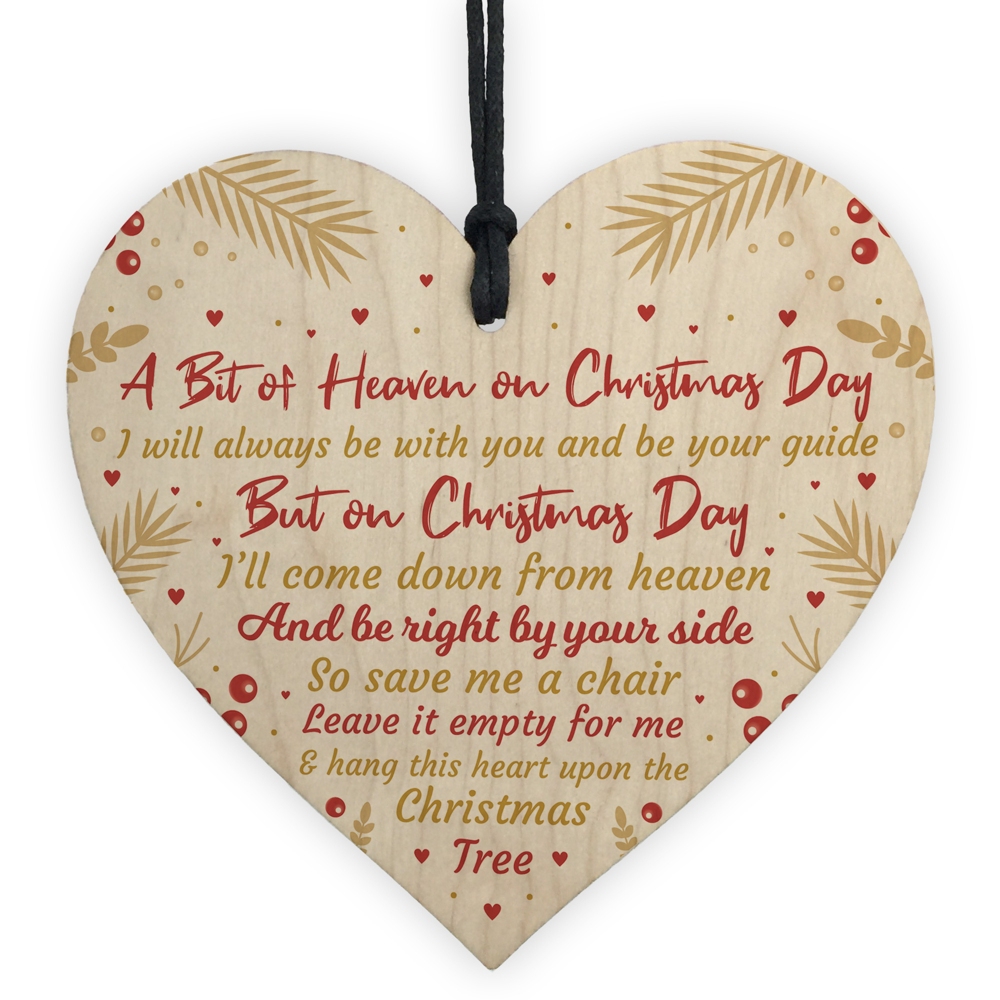 A Bit of Heaven on Christmas Day
I will always be with you and be your guide
But on Christmas Day
I'll come down from heaven
And be right by your side
So save me a chair
Leave it empty for me
& hang this heart upon the
Christmas
Tree